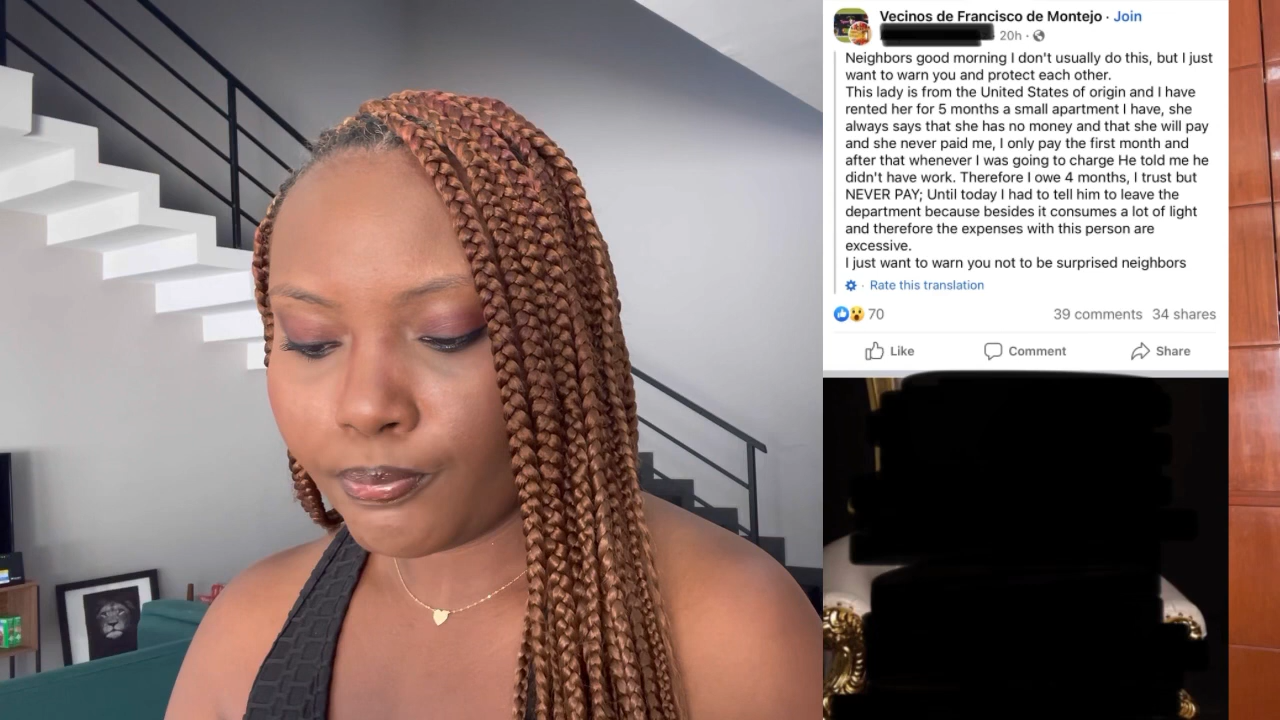 Vecinos de Francisco de Montejo · Join
20h ·
Neighbors good morning I don't usually do this, but I just
want to warn you and protect each other.
This lady is from the United States of origin and I have
rented her for 5 months a small apartment I have, she
always says that she has no money and that she will pay
and she never paid me, I only pay the first month and
after that whenever I was going to charge He told me he
didn't have work. Therefore I owe 4 months, I trust but
NEVER PAY; Until today I had to tell him to leave the
department because besides it consumes a lot of light
and therefore the expenses with this person are
excessive.
I just want to warn you not to be surprised neighbors
· Rate this translation
70 39 comments 34 shares
Like Comment Share